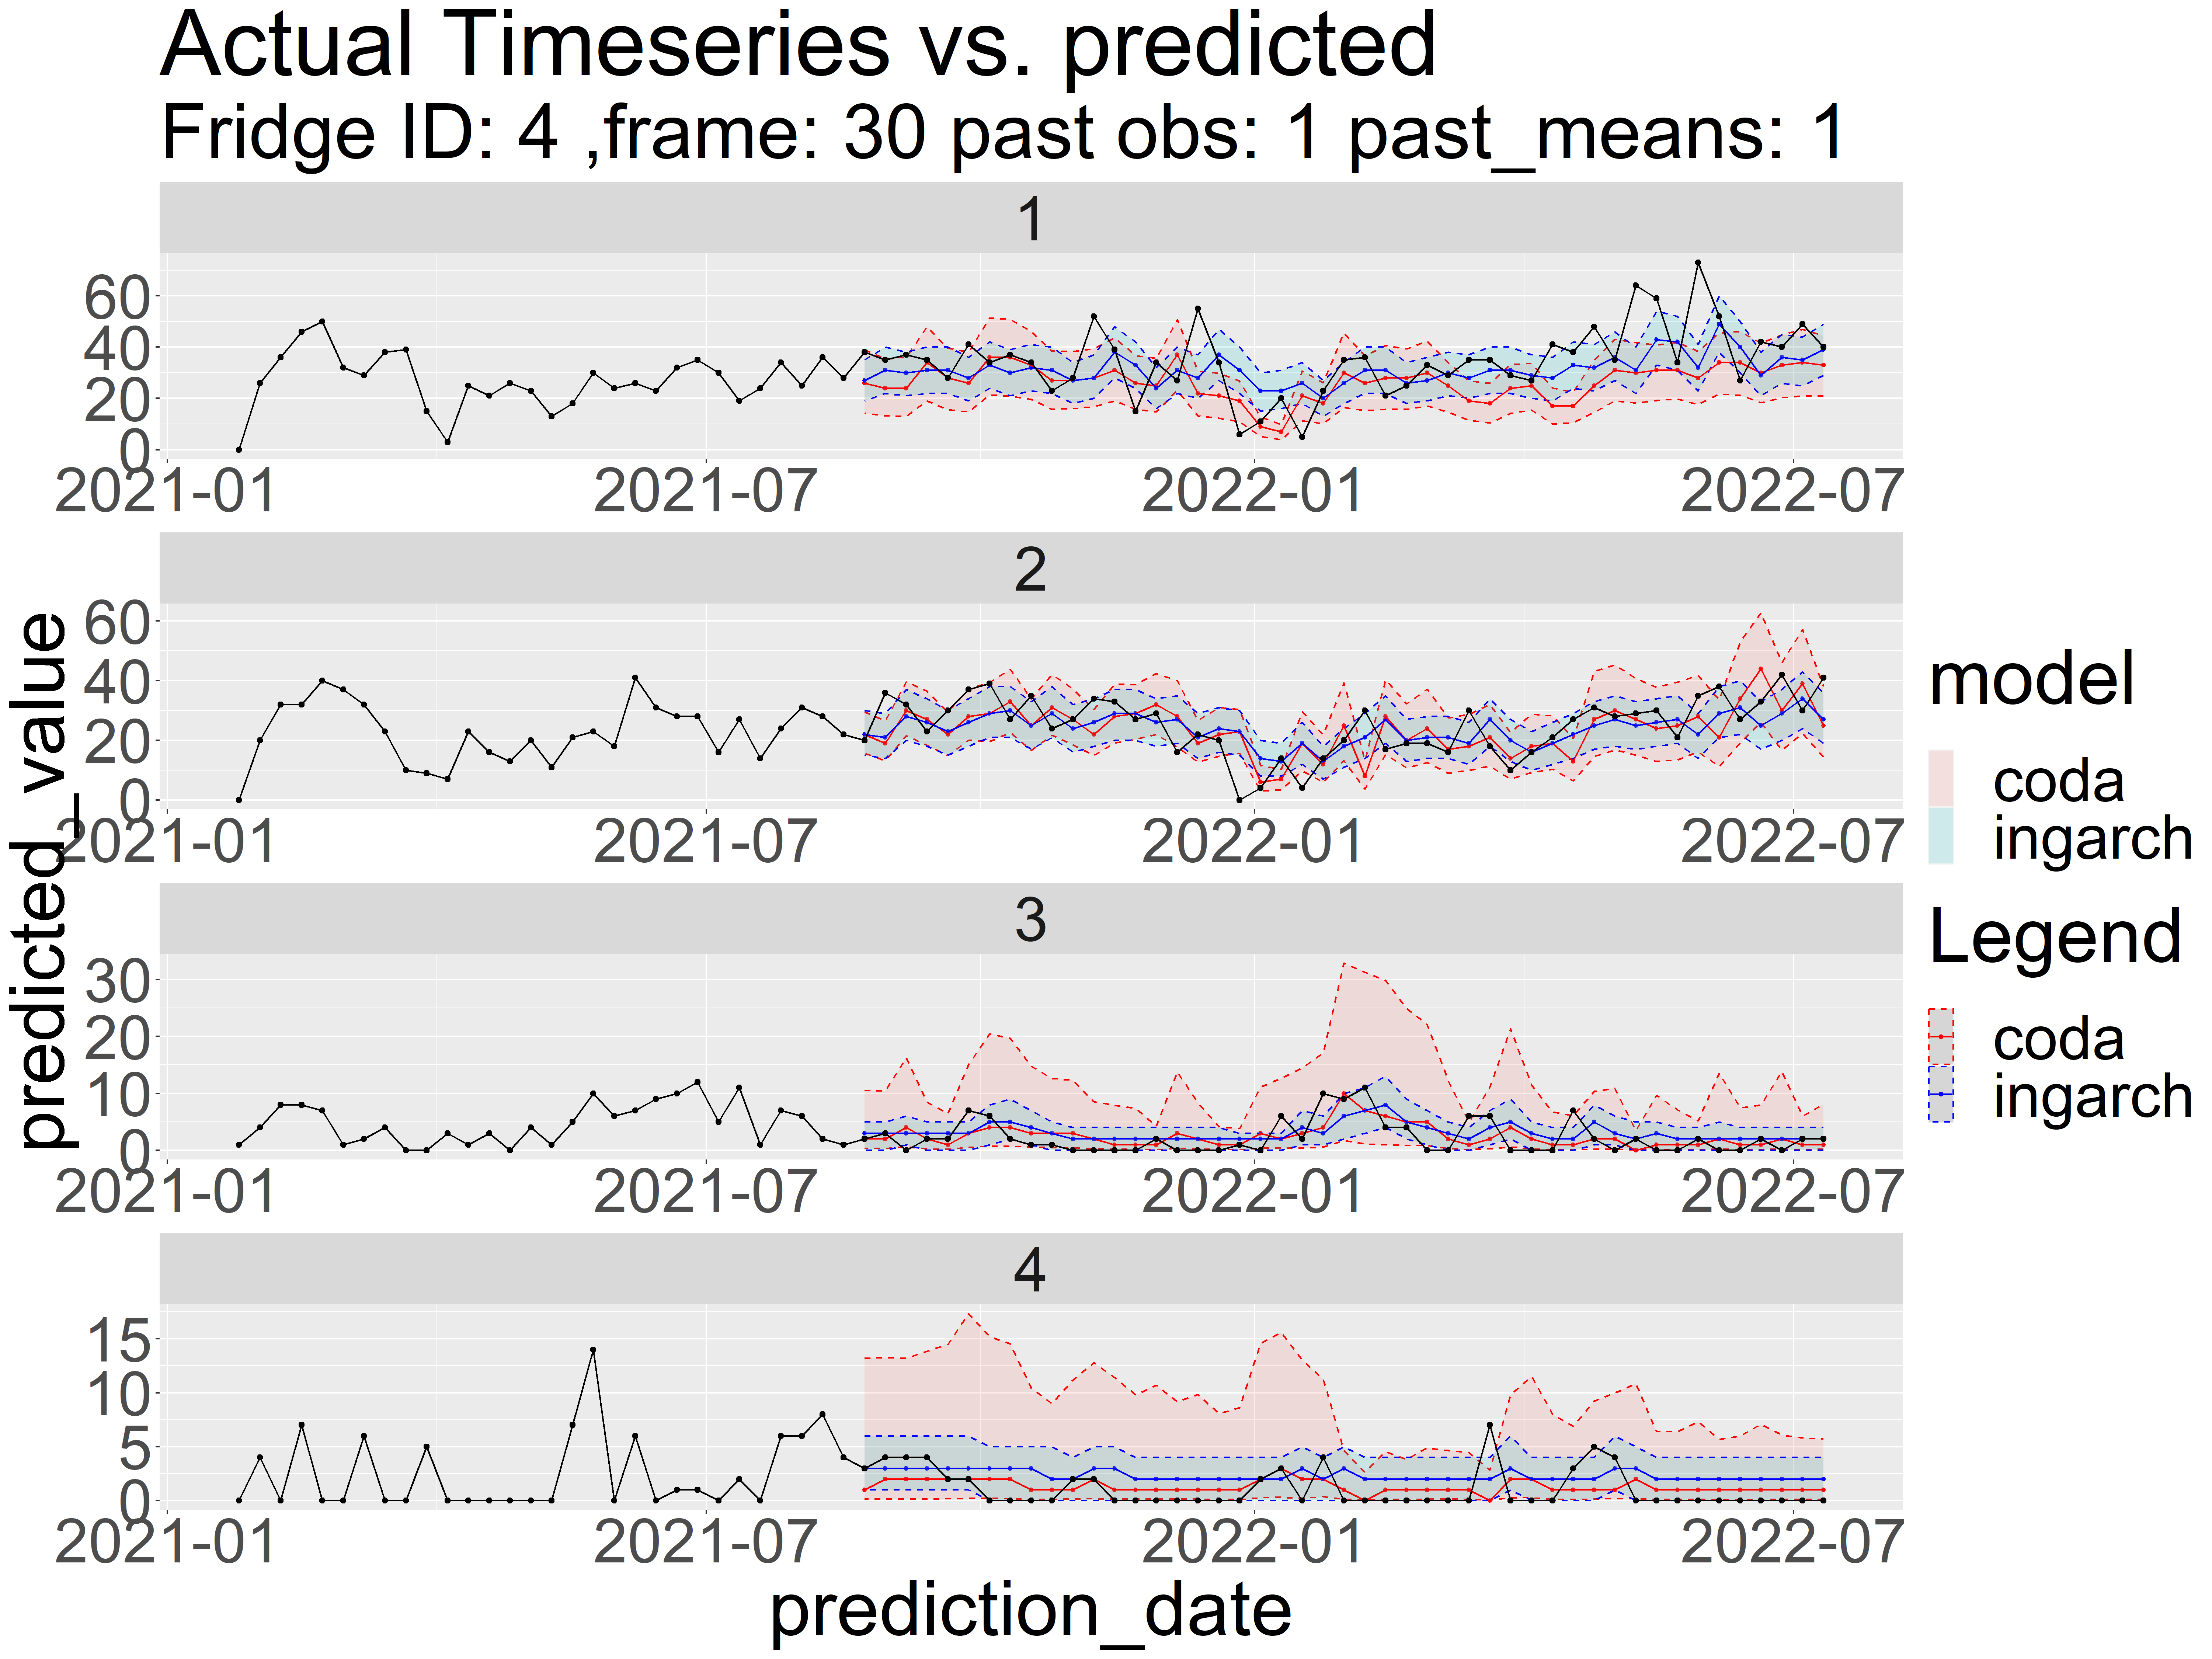 Actual Timeseries vs. predicted
Fridge ID: 4 ,frame: 30 past obs: 1 past_means: 1
predicted_value
1
60
40
20
0
2021-01 2021-07 2022-01 2022-07
2
60
40
20
0
2021-01 2021-07 2022-01 2022-07
3
30
20
10
0
2021-01 2021-07 2022-01 2022-07
4
15
10
5
0
2021-01 2021-07 2022-01 2022-07
prediction_date
model
coda
ingarch
Legend
coda
ingarch